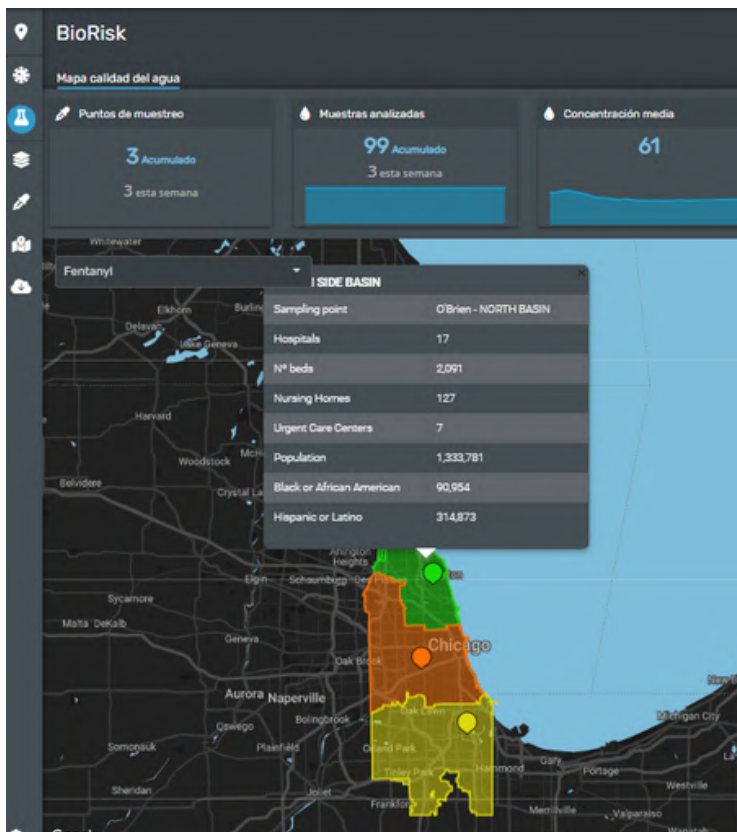 BioRisk
Mapa calidad del agua
Puntos de muestreo
3 Acumulado
3 esta semana
Muestras analizadas
99 Acumulado
3 esta semana
Concentración media
61
Whitewater
Fentanyl
SIDE BASIN
Sampling point O'Brien - NORTH BASIN
Hospitals 17
Nº beds 2,091
Nursing Homes 127
Urgent Care Centers 7
Population 1,333,781
Black or African American 90,954
Hispanic or Latino 314,873
Elkhorn
Delavan
Lake Geneva
Harvard
Woodstock
Belvidere
Crystal La
Arlington
Heights
Elgin
Schaumburg
Sycamore
Malta DeKalb
Geneva
Chicago
Oak Brook
Aurora Naperville
Oak Lawn
Michigan City
Oswego
Bolingbrook
Somonauk
Plainfield
Orland Park
Tinley Park
Hammond
Gary
Portage
Sheridan
Joliet
Westville
Frankfor
Merrillville
Valparaiso
Wanatah